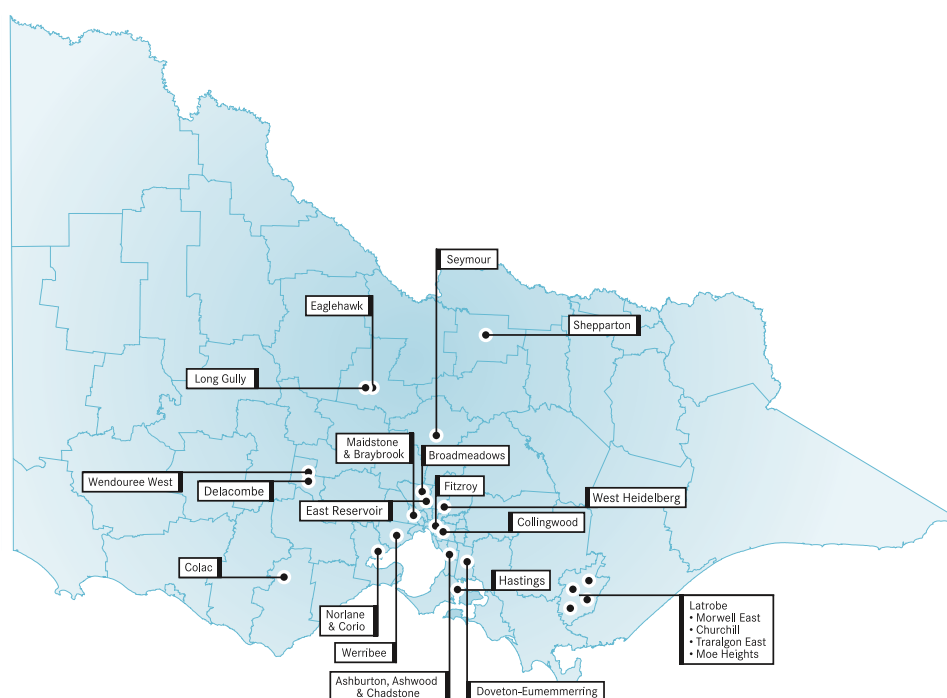 Seymour
Eaglehawk
Shepparton
Long Gully
Maidstone
& Braybrook
Broadmeadows
Wendouree West
Delacombe
Fitzroy
West Heidelberg
East Reservoir
Collingwood
Colac
Hastings
Norlane
& Corio
Latrobe
• Morwell East
• Churchill
• Traralgon East
• Moe Heights
Werribee
Ashburton, Ashwood
& Chadstone
Doveton-Eumemmerring